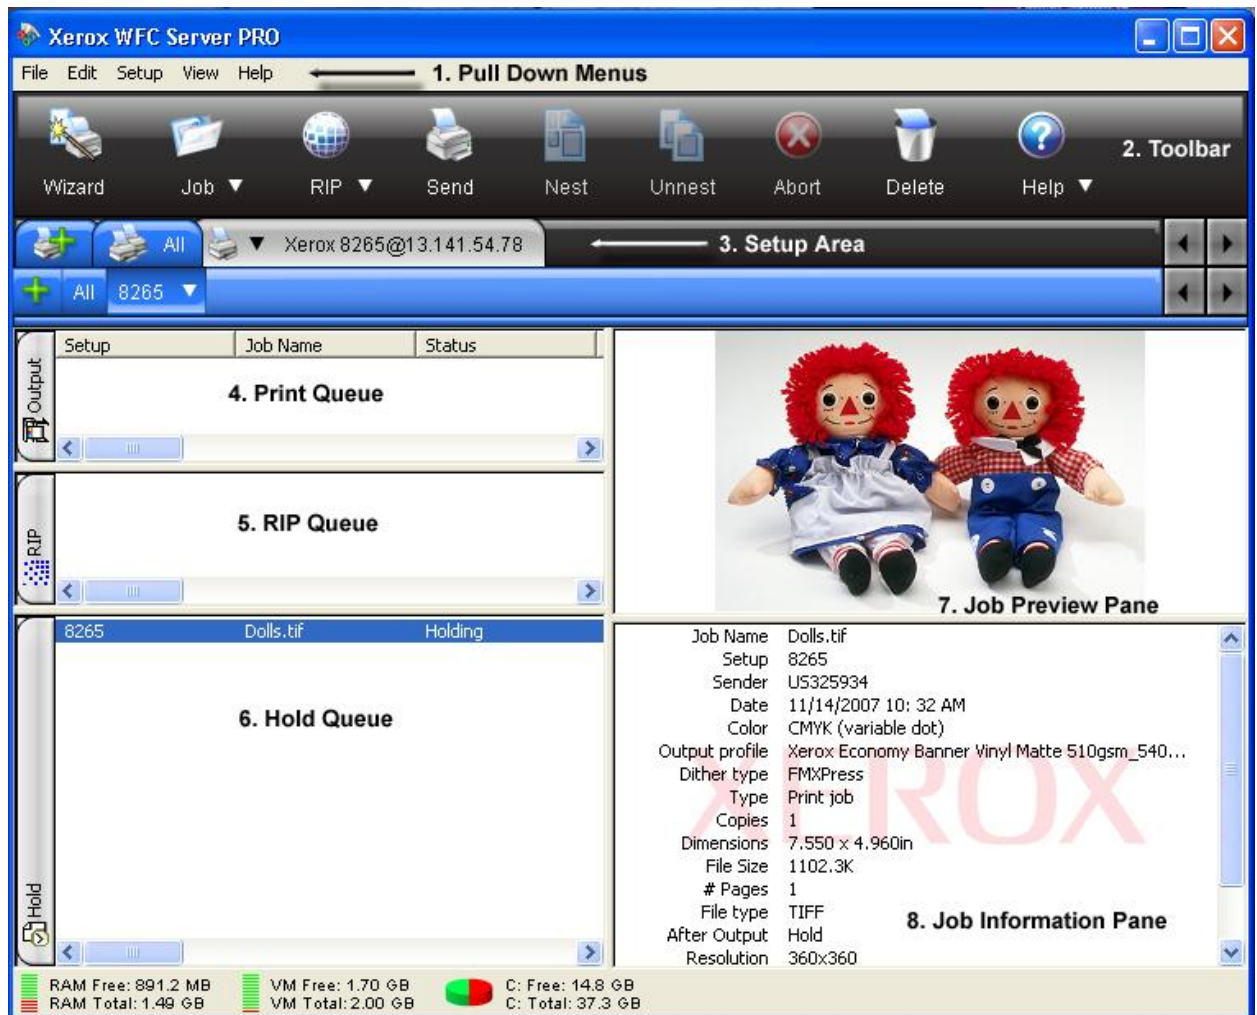 Xerox WFC Server PRO
File Edit Setup View Help 1. Pull Down Menus
Wizard Job RIP Send Nest Unnest Abort Delete Help 2. Toolbar
All Xerox 8265@13.141.54.78 3. Setup Area
All 8265
Output
Setup Job Name Status
4. Print Queue
RIP
5. RIP Queue
7. Job Preview Pane
Hold
8265 Dolls.tif Holding
6. Hold Queue
Job Name Dolls.tif
Setup 8265
Sender US325934
Date 11/14/2007 10: 32 AM
Color CMYK (variable dot)
Output profile Xerox Economy Banner Vinyl Matte 510gsm_540...
Dither type FMXPress
Type Print job
Copies 1
Dimensions 7.550 x 4.960in
File Size 1102.3K
# Pages 1
File type TIFF
After Output Hold
Resolution 360x360
XEROX
8. Job Information Pane
RAM Free: 891.2 MB VM Free: 1.70 GB C: Free: 14.8 GB
RAM Total: 1.49 GB VM Total: 2.00 GB C: Total: 37.3 GB